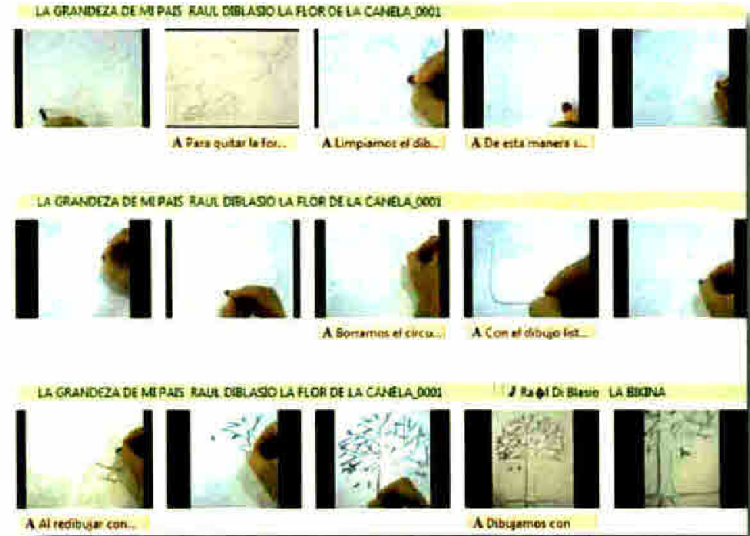 LA GRANDEZA DE MI PAIS RAUL DIBLASIO LA FLOR DE LA CANELA_0001
A Para quitar la for...
A Limpiamos el dib...
A De esta manera s...
LA GRANDEZA DE MI PAIS RAUL DIBLASIO LA FLOR DE LA CANELA_0001
A Borramos el circu...
A Con el dibujo list...
LA GRANDEZA DE MI PAIS RAUL DIBLASIO LA FLOR DE LA CANELA_0001
Ra�l Di Blasio LA BIKINA
A Al redibujar con...
A Dibujamos con